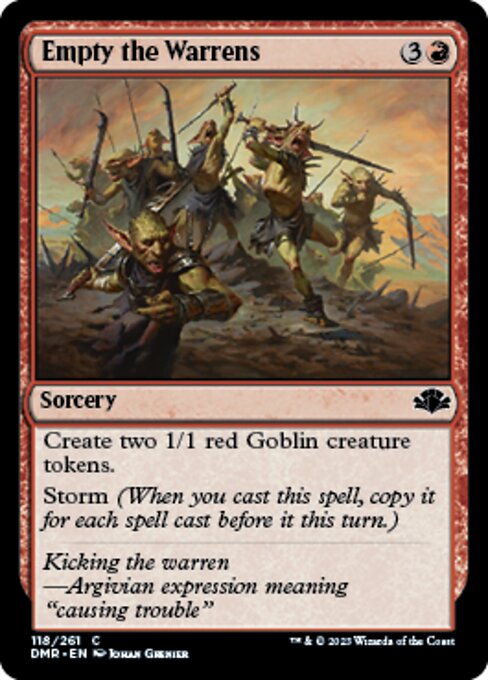 Empty the Warrens 3
Sorcery
Create two 1/1 red Goblin creature
tokens.
Storm (When you cast this spell, copy it
for each spell cast before it this turn.)
Kicking the warren
—Argivian expression meaning
“causing trouble”
118/261 C
DMR • EN Johan Grenier
™ & © 2023 Wizards of the Coast